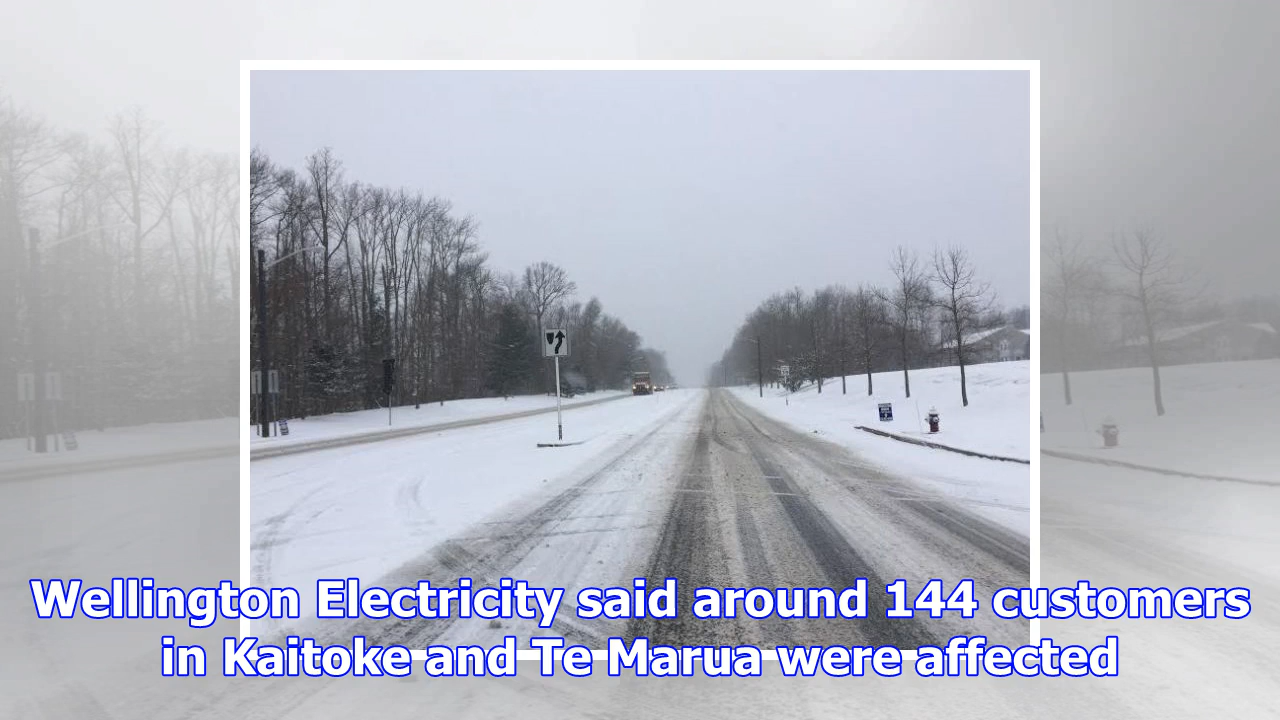 Wellington Electricity said around 144 customers
in Kaitoke and Te Marua were affected